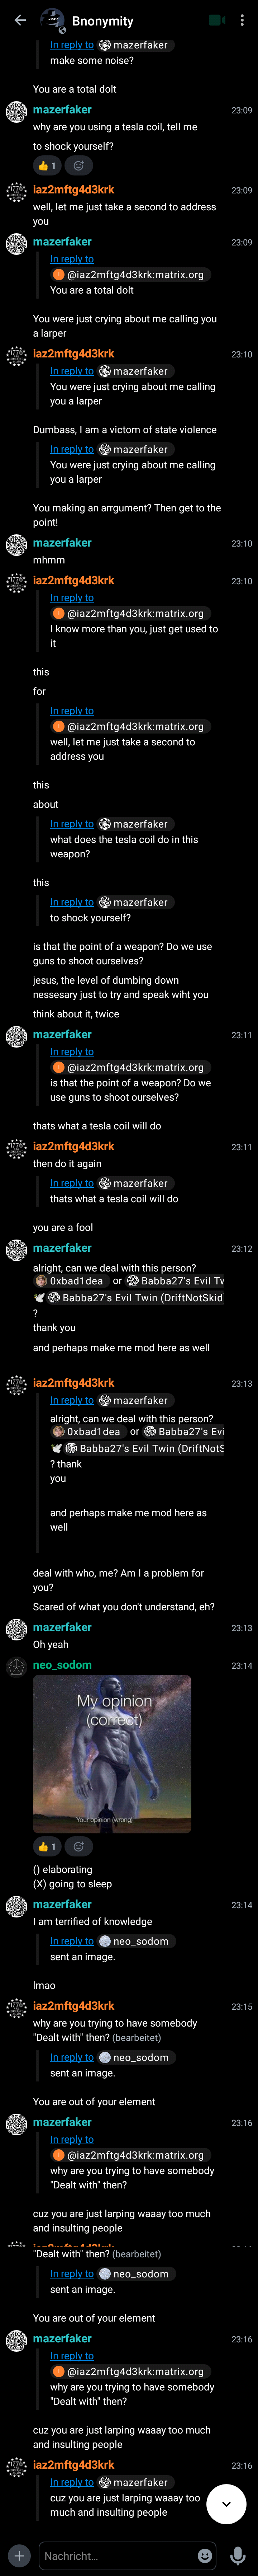 Bnonymity
In reply to mazerfaker
make some noise?
You are a total dolt
mazerfaker 23:09
why are you using a tesla coil, tell me
to shock yourself?
👍 1
iaz2mftg4d3krk 23:09
well, let me just take a second to address
you
mazerfaker 23:09
In reply to
@iaz2mftg4d3krk:matrix.org
You are a total dolt
You were just crying about me calling you
a larper
iaz2mftg4d3krk 23:10
In reply to mazerfaker
You were just crying about me calling
you a larper
Dumbass, I am a victom of state violence
In reply to mazerfaker
You were just crying about me calling
you a larper
You making an arrgument? Then get to the
point!
mazerfaker 23:10
mhmm
iaz2mftg4d3krk 23:10
In reply to
@iaz2mftg4d3krk:matrix.org
I know more than you, just get used to
it
this
for
In reply to
@iaz2mftg4d3krk:matrix.org
well, let me just take a second to
address you
this
about
In reply to mazerfaker
what does the tesla coil do in this
weapon?
this
In reply to mazerfaker
to shock yourself?
is that the point of a weapon? Do we use
guns to shoot ourselves?
jesus, the level of dumbing down
nessesary just to try and speak wiht you
think about it, twice
mazerfaker 23:11
In reply to
@iaz2mftg4d3krk:matrix.org
is that the point of a weapon? Do we
use guns to shoot ourselves?
thats what a tesla coil will do
iaz2mftg4d3krk 23:11
then do it again
In reply to mazerfaker
thats what a tesla coil will do
you are a fool
mazerfaker 23:12
alright, can we deal with this person?
0xbad1dea or Babba27's Evil Tw
🕊 Babba27's Evil Twin (DriftNotSkid
?
thank you
and perhaps make me mod here as well
iaz2mftg4d3krk 23:13
In reply to mazerfaker
alright, can we deal with this person?
0xbad1dea or Babba27's Evi
🕊 Babba27's Evil Twin (DriftNotS
? thank
you
and perhaps make me mod here as
well
deal with who, me? Am I a problem for
you?
Scared of what you don't understand, eh?
mazerfaker 23:13
Oh yeah
neo_sodom 23:14
My opinion
(correct)
Your opinion (wrong)
👍 1
() elaborating
(X) going to sleep
mazerfaker 23:14
I am terrified of knowledge
In reply to neo_sodom
sent an image.
lmao
iaz2mftg4d3krk 23:15
why are you trying to have somebody
"Dealt with" then? (bearbeitet)
In reply to neo_sodom
sent an image.
You are out of your element
mazerfaker 23:16
In reply to
@iaz2mftg4d3krk:matrix.org
why are you trying to have somebody
"Dealt with" then?
cuz you are just larping waaay too much
and insulting people
"Dealt with" then? (bearbeitet)
In reply to neo_sodom
sent an image.
You are out of your element
mazerfaker 23:16
In reply to
@iaz2mftg4d3krk:matrix.org
why are you trying to have somebody
"Dealt with" then?
cuz you are just larping waaay too much
and insulting people
iaz2mftg4d3krk 23:16
In reply to mazerfaker
cuz you are just larping waaay too
much and insulting people
Nachricht…